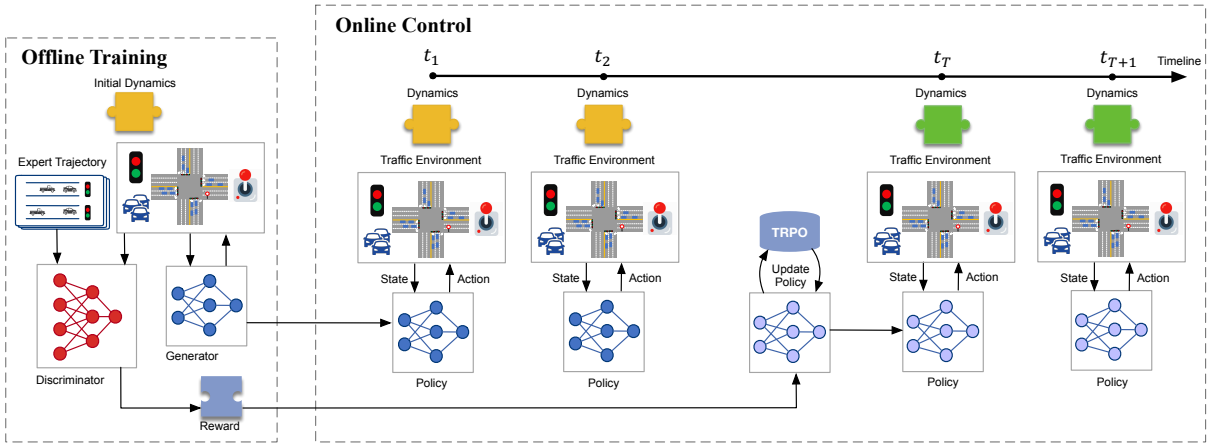 Offline Training
Initial Dynamics
Expert Trajectory
Discriminator
Generator
Reward
Online Control
t₁
t₂
t_T
t_{T+1}
Timeline
Dynamics
Dynamics
Dynamics
Dynamics
Traffic Environment
Traffic Environment
Traffic Environment
Traffic Environment
TRPO
Update
Policy
State
Action
State
Action
State
Action
State
Action
Policy
Policy
Policy
Policy